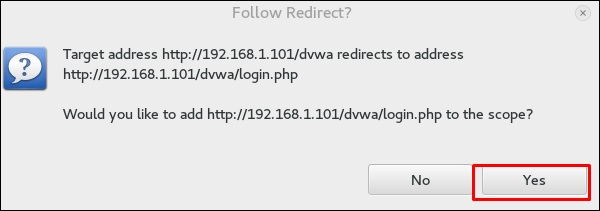 Follow Redirect?
Target address http://192.168.1.101/dvwa redirects to address
http://192.168.1.101/dvwa/login.php
Would you like to add http://192.168.1.101/dvwa/login.php to the scope?
No
Yes